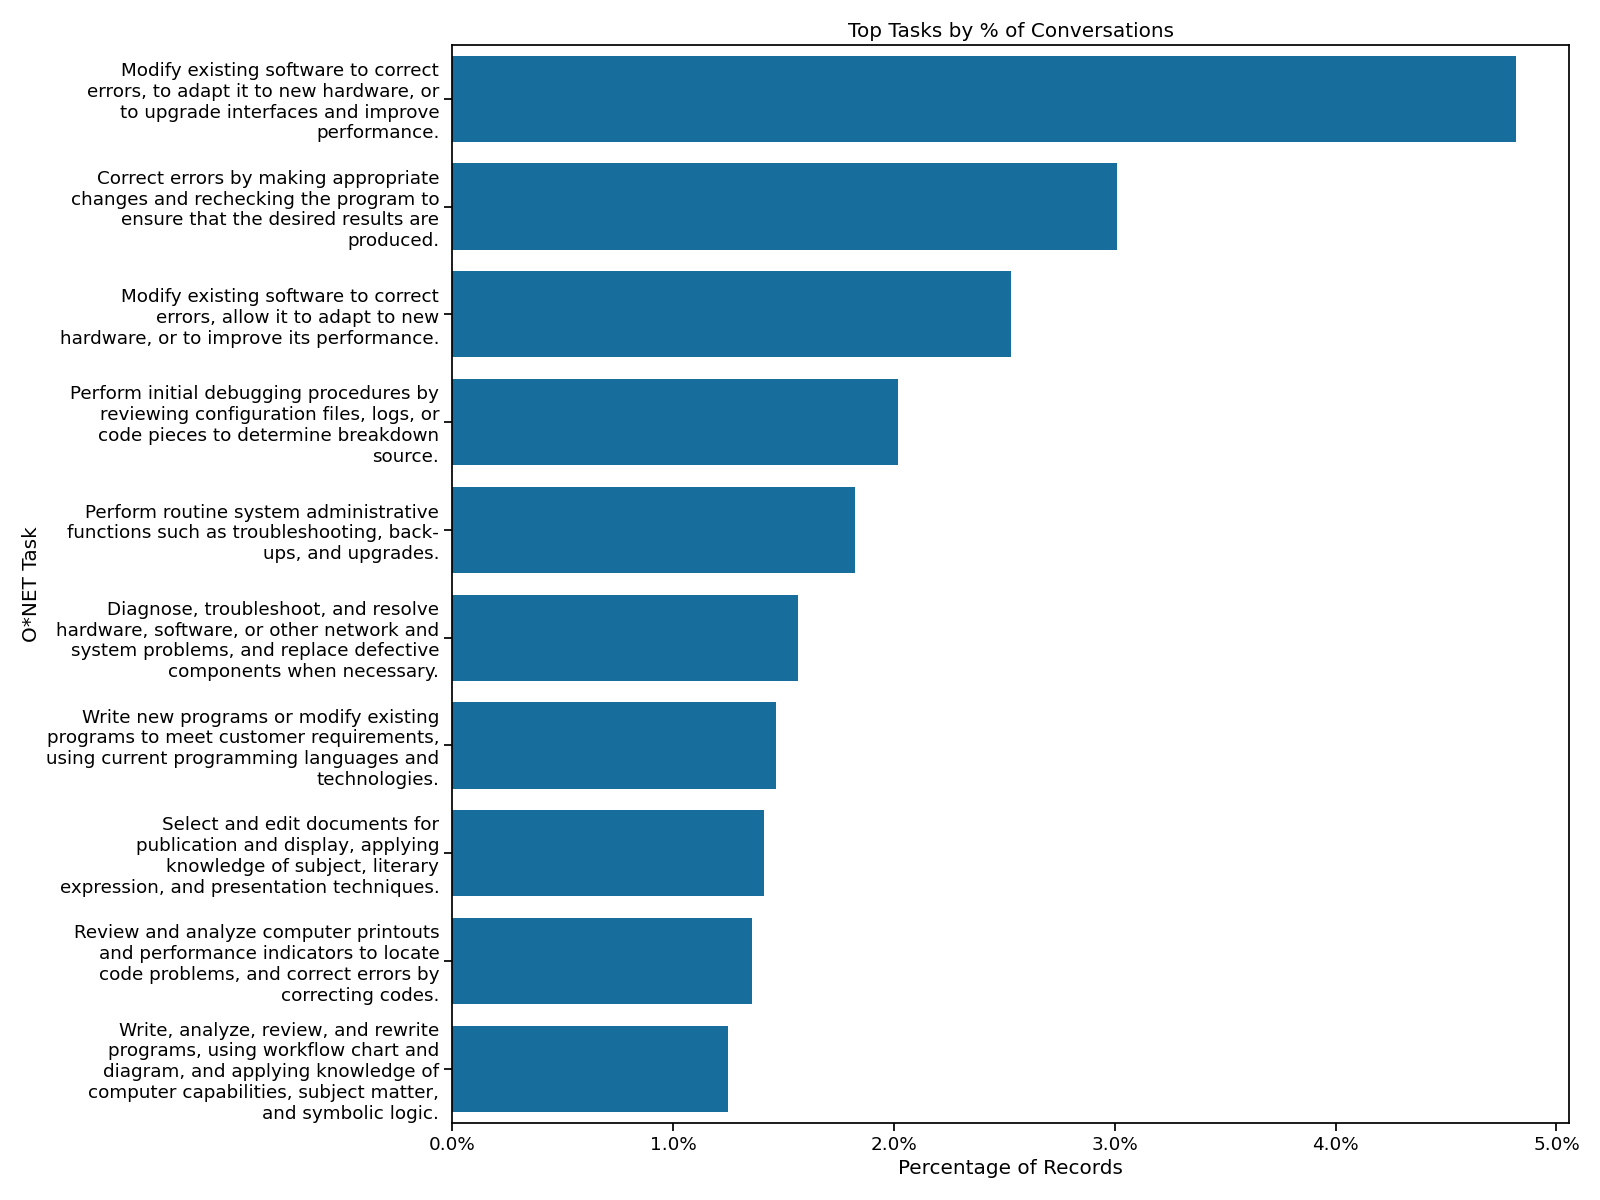 Top Tasks by % of Conversations
Modify existing software to correct
errors, to adapt it to new hardware, or
to upgrade interfaces and improve
performance.
Correct errors by making appropriate
changes and rechecking the program to
ensure that the desired results are
produced.
Modify existing software to correct
errors, allow it to adapt to new
hardware, or to improve its performance.
Perform initial debugging procedures by
reviewing configuration files, logs, or
code pieces to determine breakdown
source.
Perform routine system administrative
functions such as troubleshooting, back-
ups, and upgrades.
Diagnose, troubleshoot, and resolve
hardware, software, or other network and
system problems, and replace defective
components when necessary.
Write new programs or modify existing
programs to meet customer requirements,
using current programming languages and
technologies.
Select and edit documents for
publication and display, applying
knowledge of subject, literary
expression, and presentation techniques.
Review and analyze computer printouts
and performance indicators to locate
code problems, and correct errors by
correcting codes.
Write, analyze, review, and rewrite
programs, using workflow chart and
diagram, and applying knowledge of
computer capabilities, subject matter,
and symbolic logic.
O*NET Task
0.0% 1.0% 2.0% 3.0% 4.0% 5.0%
Percentage of Records